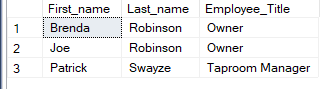 First_name Last_name Employee_Title
1 Brenda Robinson Owner
2 Joe Robinson Owner
3 Patrick Swayze Taproom Manager